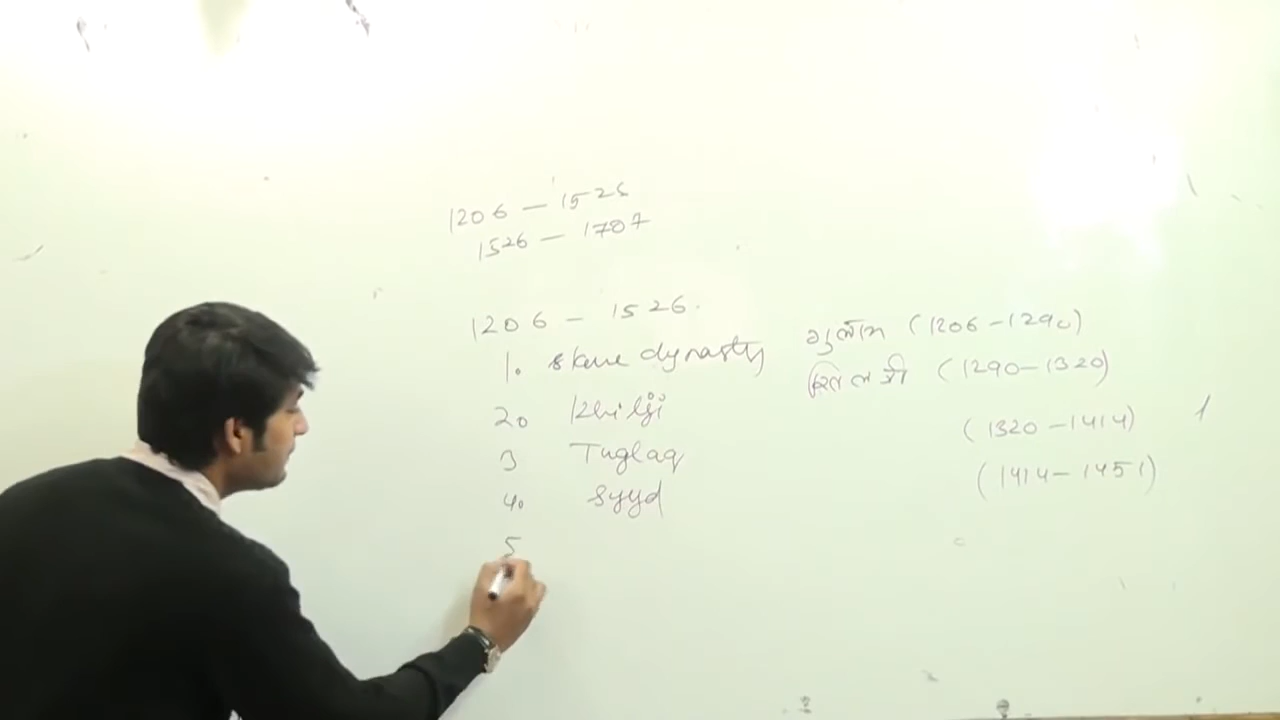 1206 – 1526
1526 – 1707
1206 – 1526.
1. slave dynasty गुलाम (1206-1290)
2. Khilji खिलजी (1290-1320)
3 Tuglaq (1320-1414)
4. Syyd (1414-1451)
5